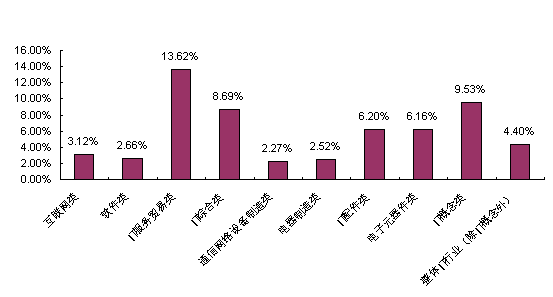 16.00%
14.00%
12.00%
10.00%
8.00%
6.00%
4.00%
2.00%
0.00%
3.12%
2.66%
13.62%
8.69%
2.27%
2.52%
6.20%
6.16%
9.53%
4.40%
互联网类
软件类
IT服务贸易类
IT综合类
通信网络设备制造类
电器制造类
IT配件类
电子元器件类
IT概念类
整体IT行业（除IT概念外）